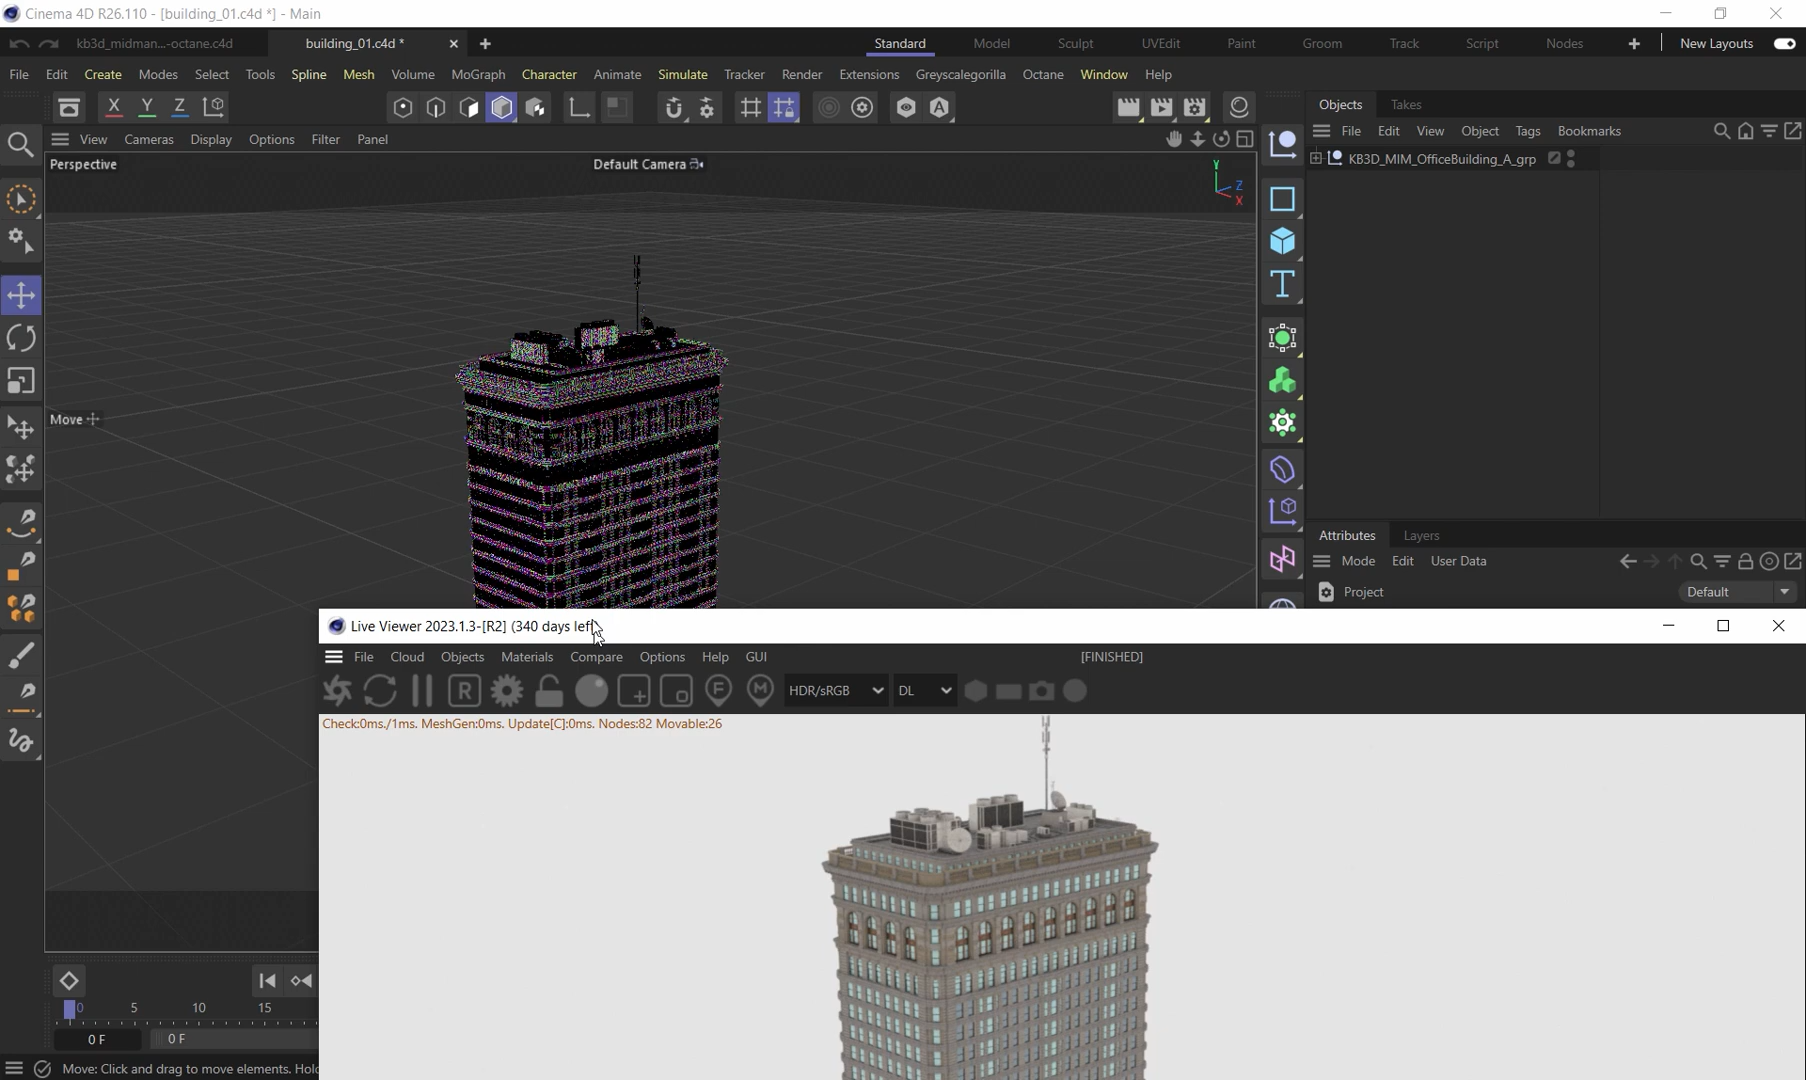 Cinema 4D R26.110 - [building_01.c4d *] - Main
kb3d_midman...-octane.c4d building_01.c4d * Standard Model Sculpt UVEdit Paint Groom Track Script Nodes New Layouts
File Edit Create Modes Select Tools Spline Mesh Volume MoGraph Character Animate Simulate Tracker Render Extensions Greyscalegorilla Octane Window Help
X Y Z
Objects Takes
View Cameras Display Options Filter Panel
File Edit View Object Tags Bookmarks
Perspective Default Camera
Y
Z
X
KB3D_MIM_OfficeBuilding_A_grp
Move
Attributes Layers
Mode Edit User Data
Project Default
Live Viewer 2023.1.3-[R2] (340 days left)
File Cloud Objects Materials Compare Options Help GUI [FINISHED]
R F M HDR/sRGB DL
Check:0ms./1ms. MeshGen:0ms. Update[C]:0ms. Nodes:82 Movable:26
0 5 10 15
0 F 0 F
Move: Click and drag to move elements. Hold